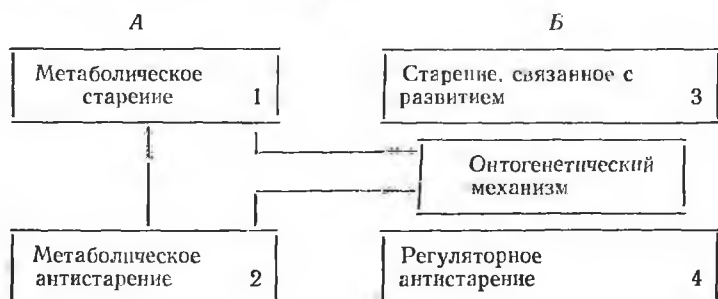 А
Б
Метаболическое
старение 1
Старение, связанное с
развитием 3
Онтогенетический
механизм
Метаболическое
антистарение 2
Регуляторное
антистарение 4